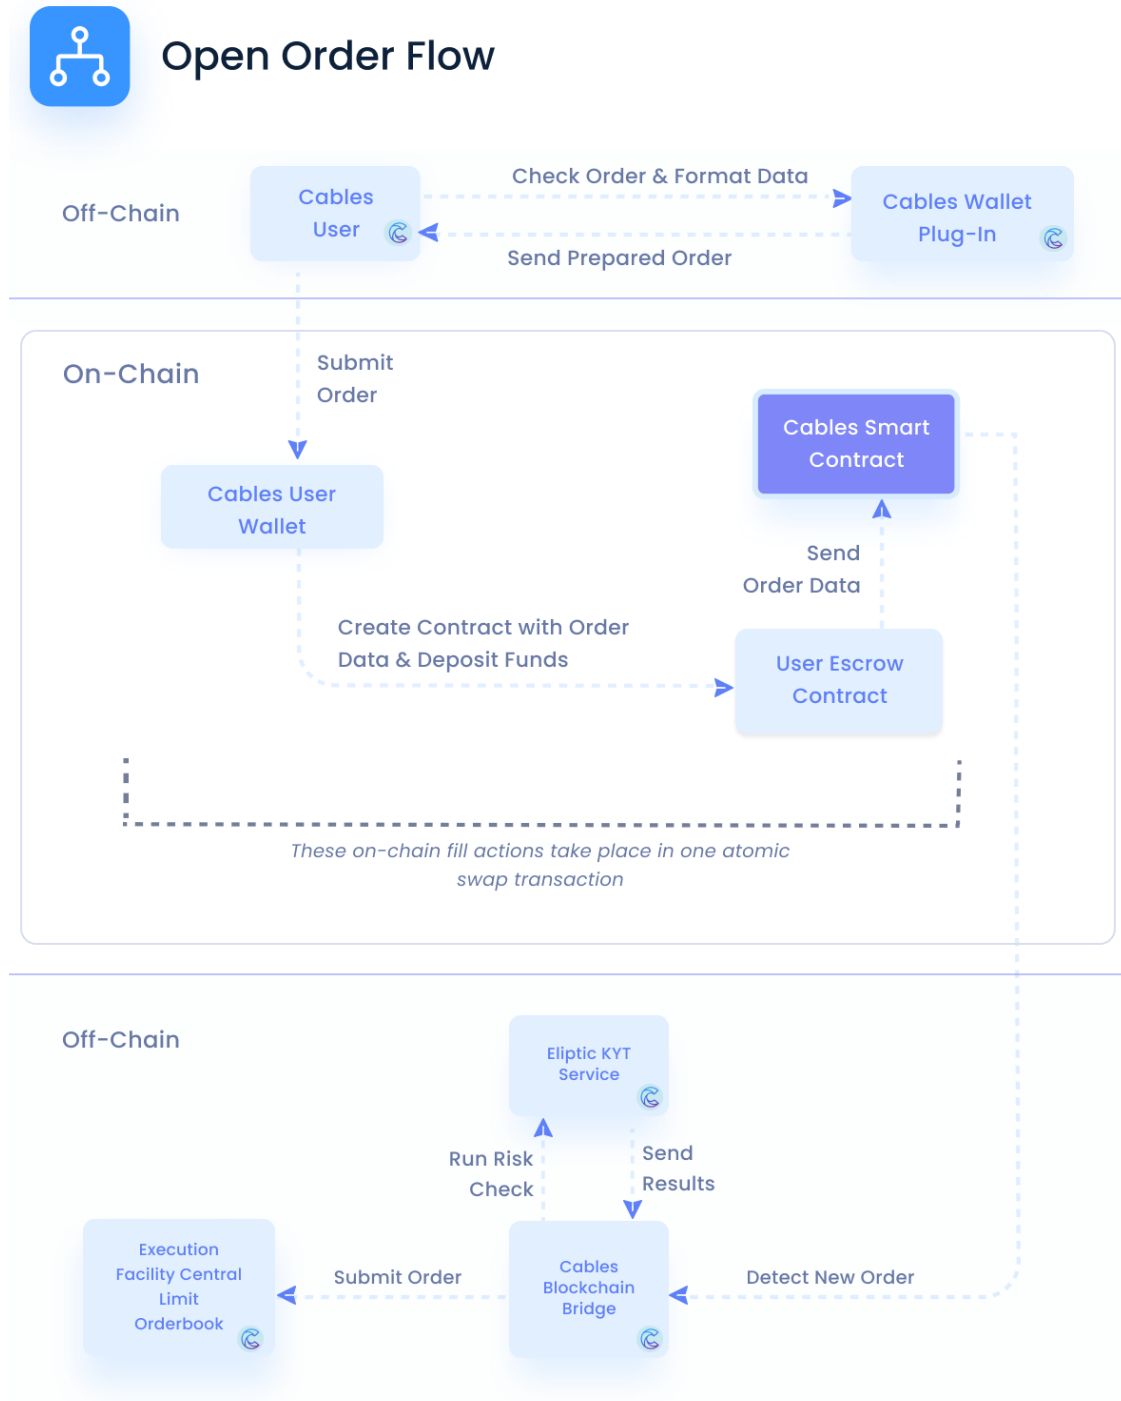 Open Order Flow
Off-Chain
Cables
User
Check Order & Format Data
Send Prepared Order
Cables Wallet
Plug-In
On-Chain
Submit
Order
Cables User
Wallet
Cables Smart
Contract
Send
Order Data
Create Contract with Order
Data & Deposit Funds
User Escrow
Contract
These on-chain fill actions take place in one atomic
swap transaction
Off-Chain
Eliptic KYT
Service
Run Risk
Check
Send
Results
Execution
Facility Central
Limit
Orderbook
Submit Order
Cables
Blockchain
Bridge
Detect New Order